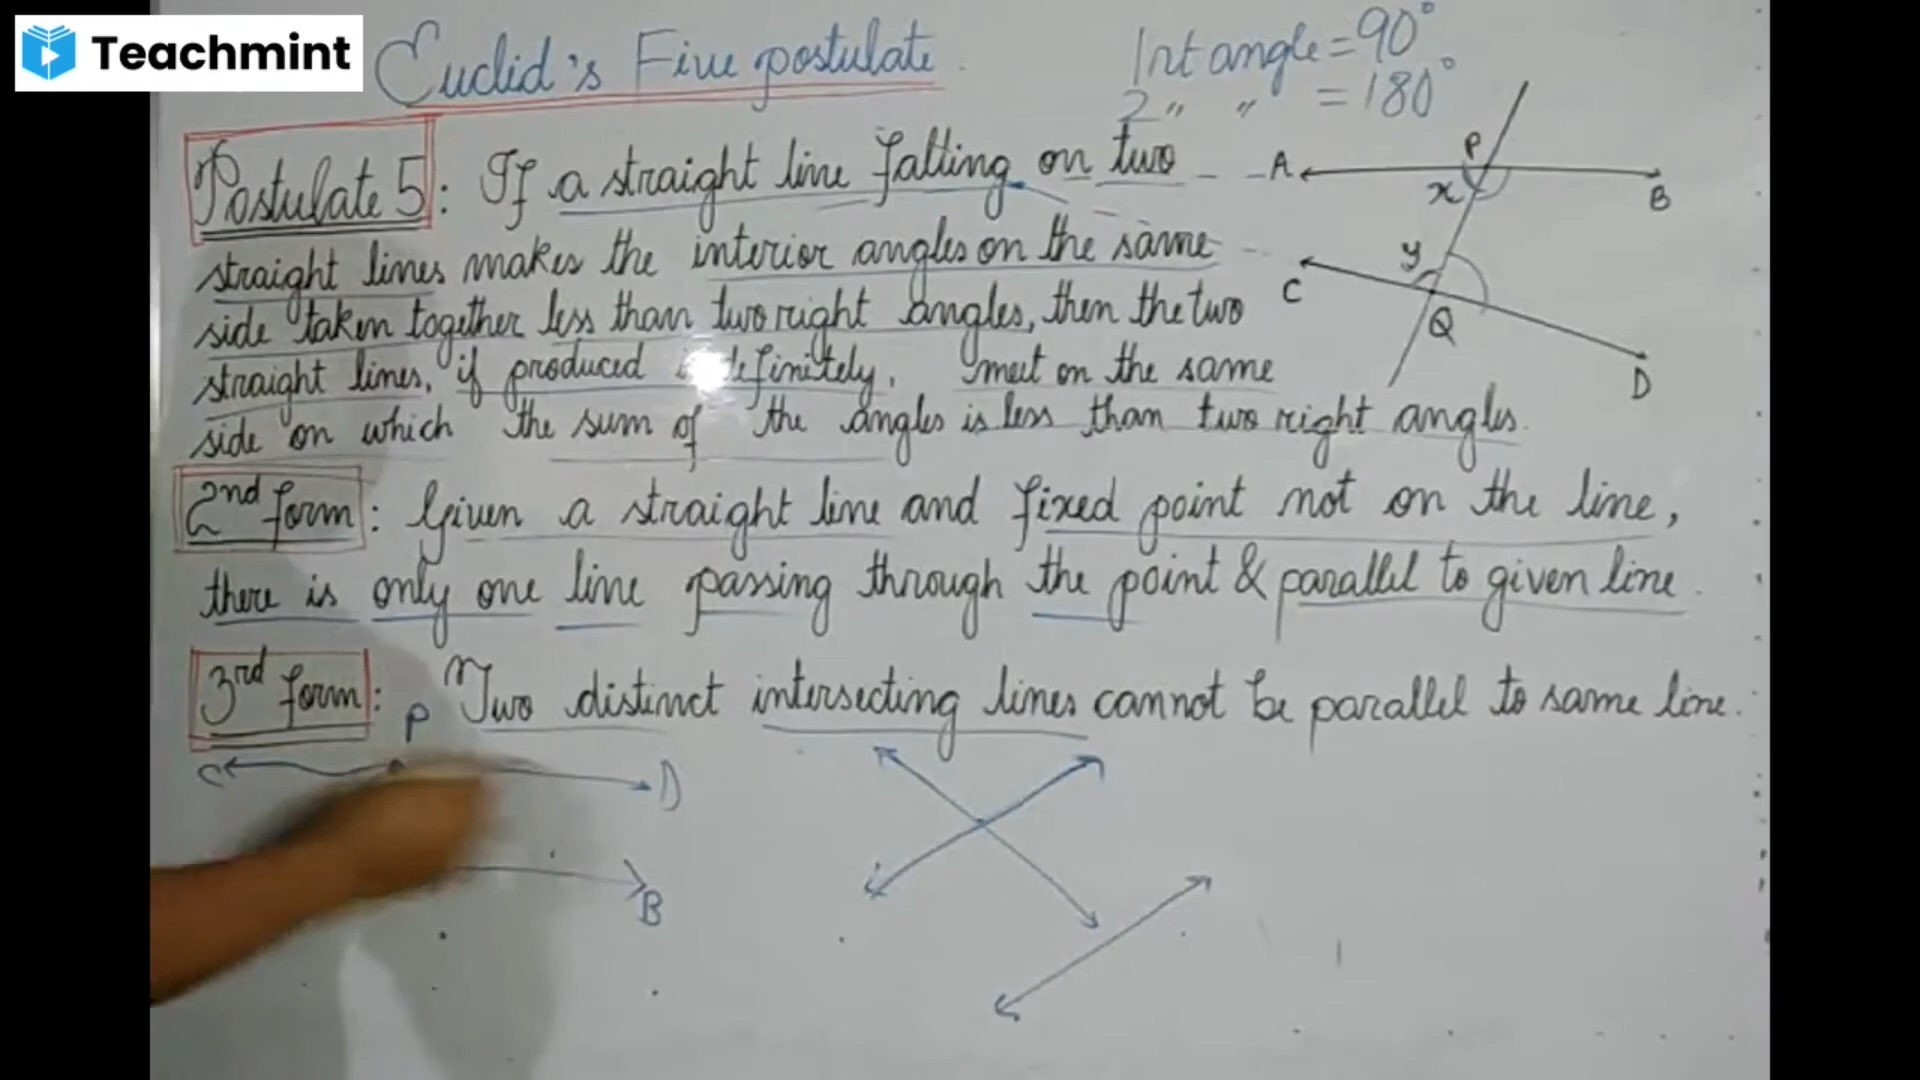 Teachmint
Euclid's Five postulate
Int angle = 90°
2 " " = 180°
Postulate 5 : If a straight line falling on two
straight lines makes the interior angles on the same
side taken together less than two right angles, then the two
straight lines, if produced indefinitely, meet on the same
side on which the sum of the angles is less than two right angles.
P
A
x
B
y
C
Q
D
2nd form : Given a straight line and fixed point not on the line,
there is only one line passing through the point & parallel to given line.
3rd form : Two distinct intersecting lines cannot be parallel to same line.
P
C
D
B